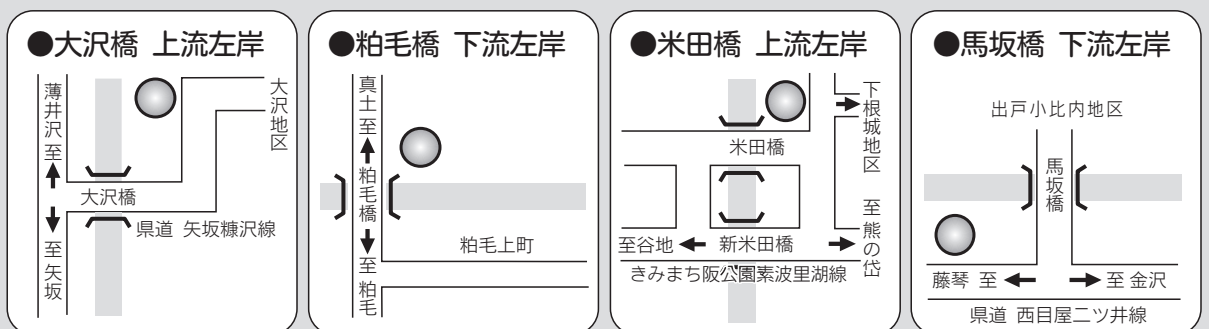 ●大沢橋 上流左岸
薄井沢 至
大沢地区
大沢橋
県道 矢坂糠沢線
至 矢坂
●粕毛橋 下流左岸
真土 至
粕毛橋
粕毛上町
至 粕毛
●米田橋 上流左岸
下根城地区
米田橋
至 熊の岱
至谷地
新米田橋
きみまち阪公園素波里湖線
●馬坂橋 下流左岸
出戸小比内地区
馬坂橋
藤琴 至
至 金沢
県道 西目屋二ツ井線